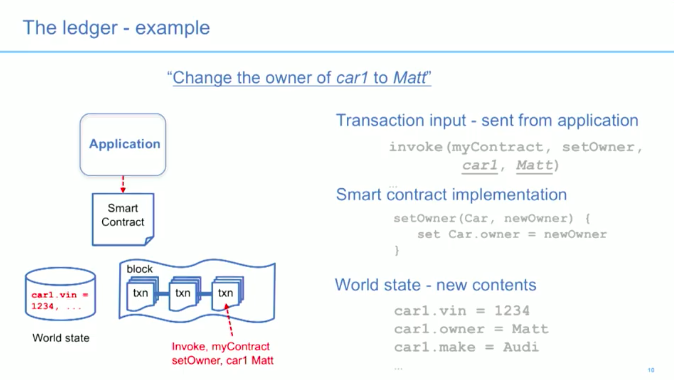 The ledger - example
“Change the owner of car1 to Matt”
Application
Smart
Contract
block
txn txn txn
car1.vin =
1234, ...
World state
Invoke, myContract
setOwner, car1 Matt
Transaction input - sent from application
invoke(myContract, setOwner,
car1, Matt)
...
Smart contract implementation
setOwner(Car, newOwner) {
set Car.owner = newOwner
}
World state - new contents
car1.vin = 1234
car1.owner = Matt
car1.make = Audi
...